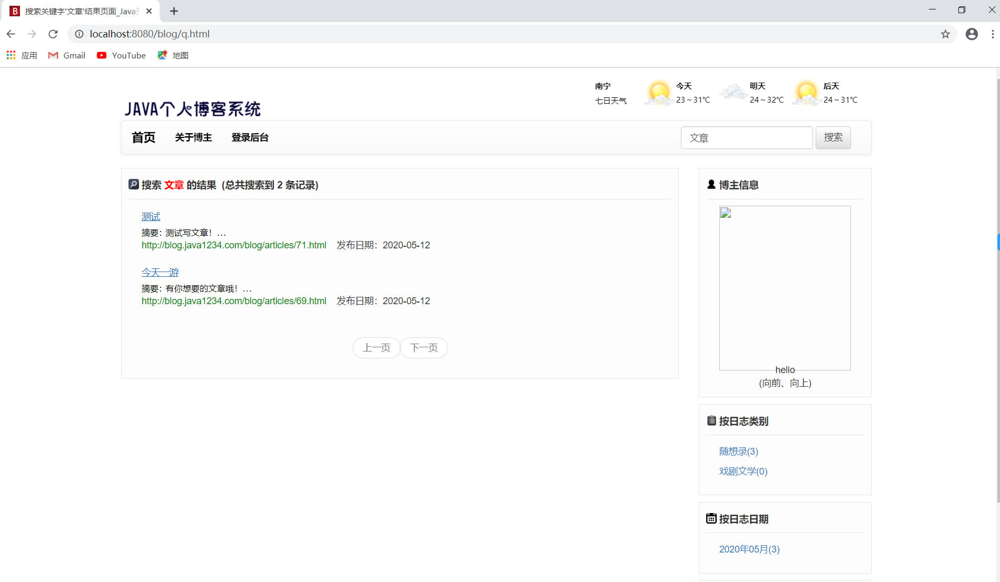 搜索关键字'文章'结果页面_Java
localhost:8080/blog/q.html
应用 Gmail YouTube 地图
南宁 今天 明天 后天
七日天气 23～31℃ 24～32℃ 24～31℃
JAVA个人博客系统
首页 关于博主 登录后台 文章 搜索
搜索 文章 的结果 (总共搜索到 2 条记录)
测试
摘要：测试写文章！...
http://blog.java1234.com/blog/articles/71.html 发布日期：2020-05-12
今天一游
摘要：有你想要的文章哦！...
http://blog.java1234.com/blog/articles/69.html 发布日期：2020-05-12
上一页 下一页
博主信息
hello
(向前、向上)
按日志类别
随想录(3)
戏剧文学(0)
按日志日期
2020年05月(3)